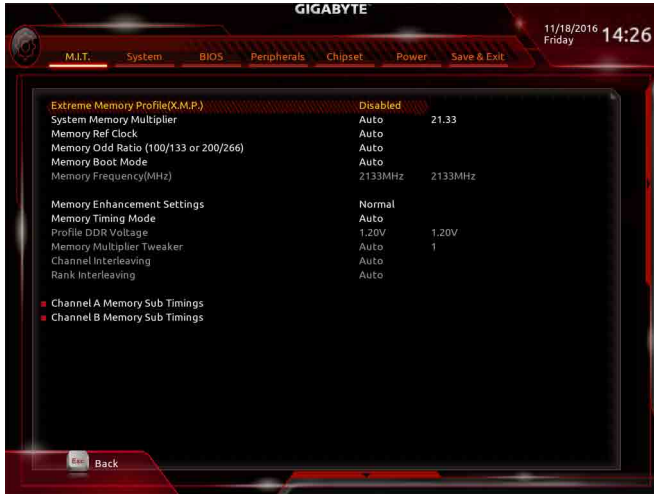 GIGABYTE™
11/18/2016 14:26
Friday
M.I.T. System BIOS Peripherals Chipset Power Save & Exit
Extreme Memory Profile(X.M.P.) Disabled
System Memory Multiplier Auto 21.33
Memory Ref Clock Auto
Memory Odd Ratio (100/133 or 200/266) Auto
Memory Boot Mode Auto
Memory Frequency(MHz) 2133MHz 2133MHz
Memory Enhancement Settings Normal
Memory Timing Mode Auto
Profile DDR Voltage 1.20V 1.20V
Memory Multiplier Tweaker Auto 1
Channel Interleaving Auto
Rank Interleaving Auto
Channel A Memory Sub Timings
Channel B Memory Sub Timings
Esc Back